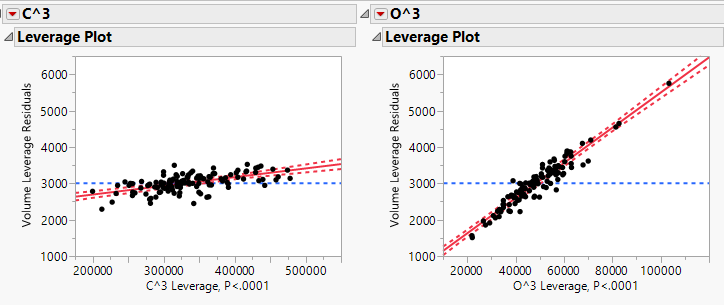 C^3
Leverage Plot
Volume Leverage Residuals
6000
5000
4000
3000
2000
1000
200000 300000 400000 500000
C^3 Leverage, P<.0001
O^3
Leverage Plot
Volume Leverage Residuals
6000
5000
4000
3000
2000
1000
20000 40000 60000 80000 100000
O^3 Leverage, P<.0001